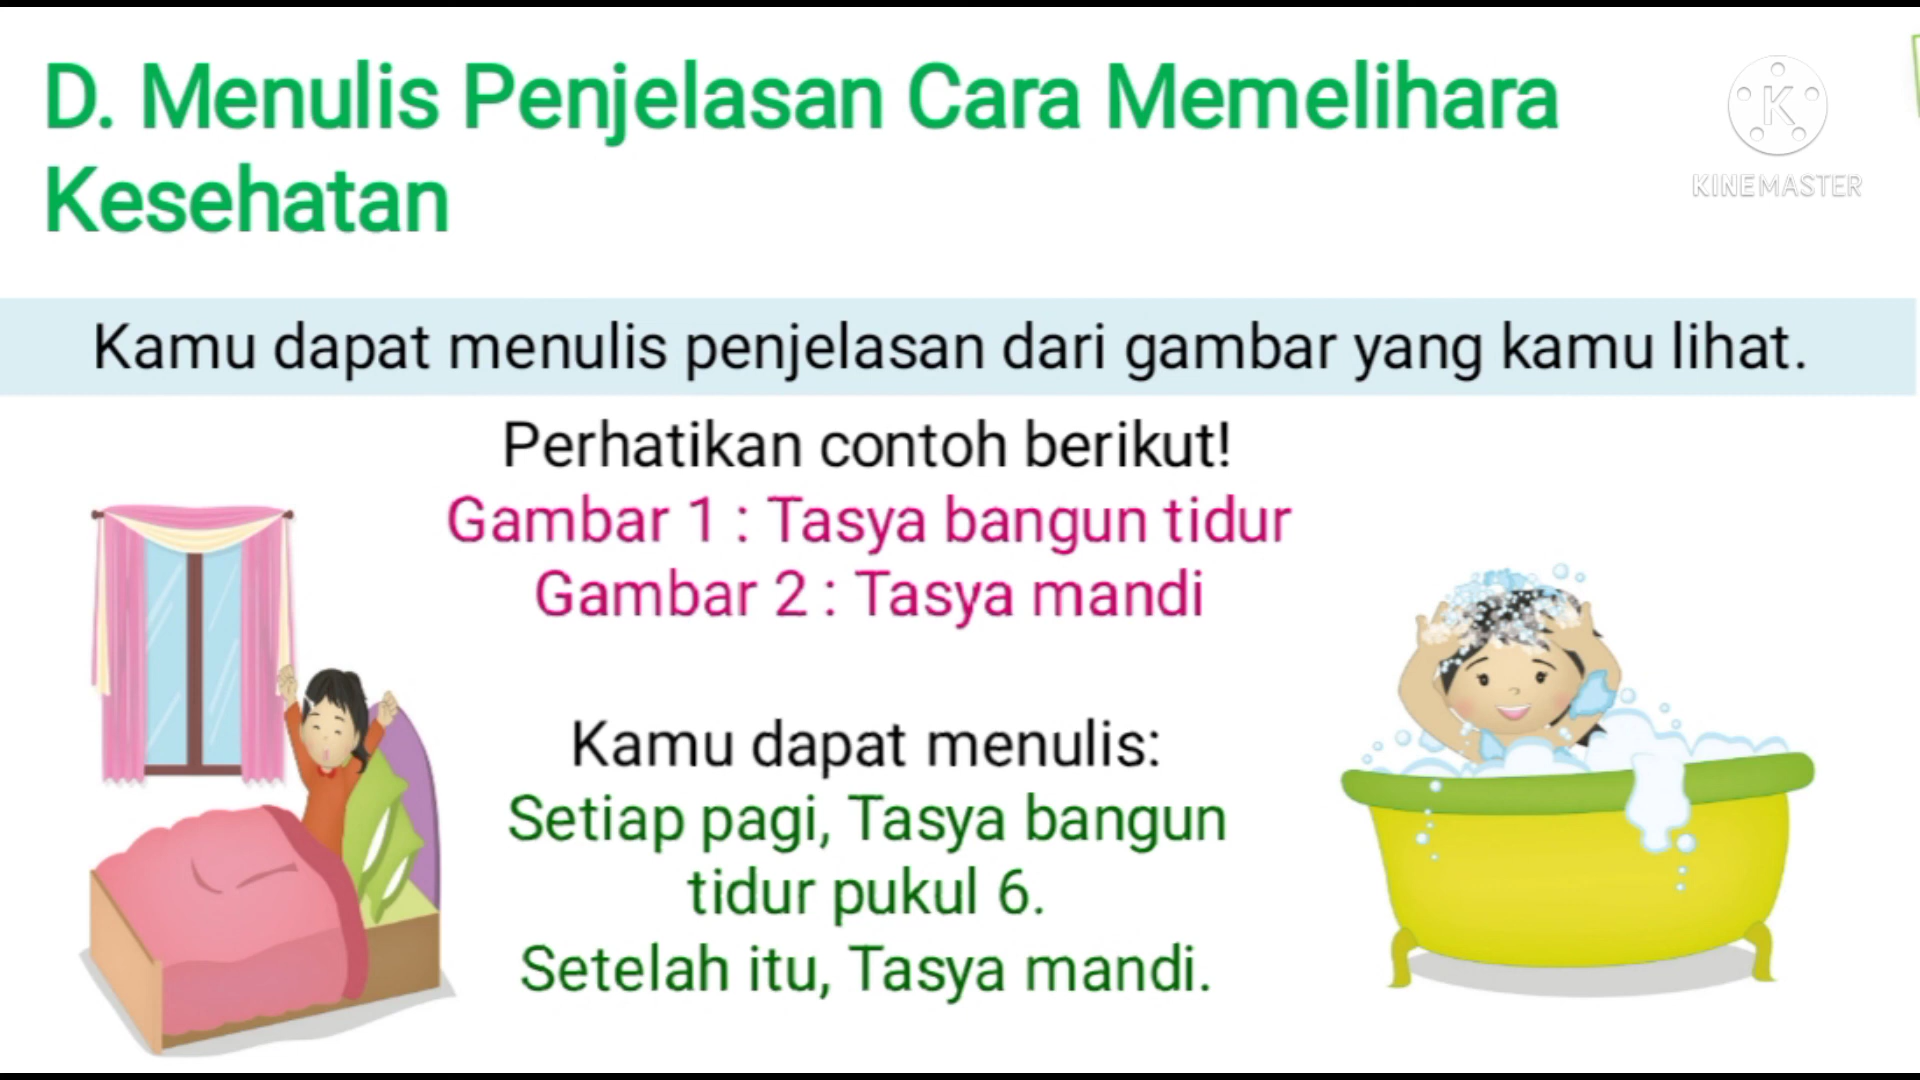 D. Menulis Penjelasan Cara Memelihara
Kesehatan
K
KINEMASTER
Kamu dapat menulis penjelasan dari gambar yang kamu lihat.
Perhatikan contoh berikut!
Gambar 1 : Tasya bangun tidur
Gambar 2 : Tasya mandi
Kamu dapat menulis:
Setiap pagi, Tasya bangun
tidur pukul 6.
Setelah itu, Tasya mandi.